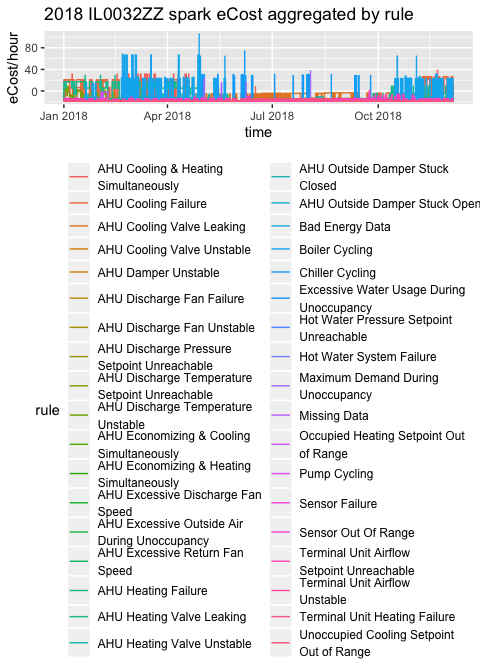 2018 IL0032ZZ spark eCost aggregated by rule
eCost/hour
80
40
0
Jan 2018 Apr 2018 Jul 2018 Oct 2018
time
rule
AHU Cooling & Heating
Simultaneously
AHU Cooling Failure
AHU Cooling Valve Leaking
AHU Cooling Valve Unstable
AHU Damper Unstable
AHU Discharge Fan Failure
AHU Discharge Fan Unstable
AHU Discharge Pressure
Setpoint Unreachable
AHU Discharge Temperature
Setpoint Unreachable
AHU Discharge Temperature
Unstable
AHU Economizing & Cooling
Simultaneously
AHU Economizing & Heating
Simultaneously
AHU Excessive Discharge Fan
Speed
AHU Excessive Outside Air
During Unoccupancy
AHU Excessive Return Fan
Speed
AHU Heating Failure
AHU Heating Valve Leaking
AHU Heating Valve Unstable
AHU Outside Damper Stuck
Closed
AHU Outside Damper Stuck Open
Bad Energy Data
Boiler Cycling
Chiller Cycling
Excessive Water Usage During
Unoccupancy
Hot Water Pressure Setpoint
Unreachable
Hot Water System Failure
Maximum Demand During
Unoccupancy
Missing Data
Occupied Heating Setpoint Out
of Range
Pump Cycling
Sensor Failure
Sensor Out Of Range
Terminal Unit Airflow
Setpoint Unreachable
Terminal Unit Airflow
Unstable
Terminal Unit Heating Failure
Unoccupied Cooling Setpoint
Out of Range